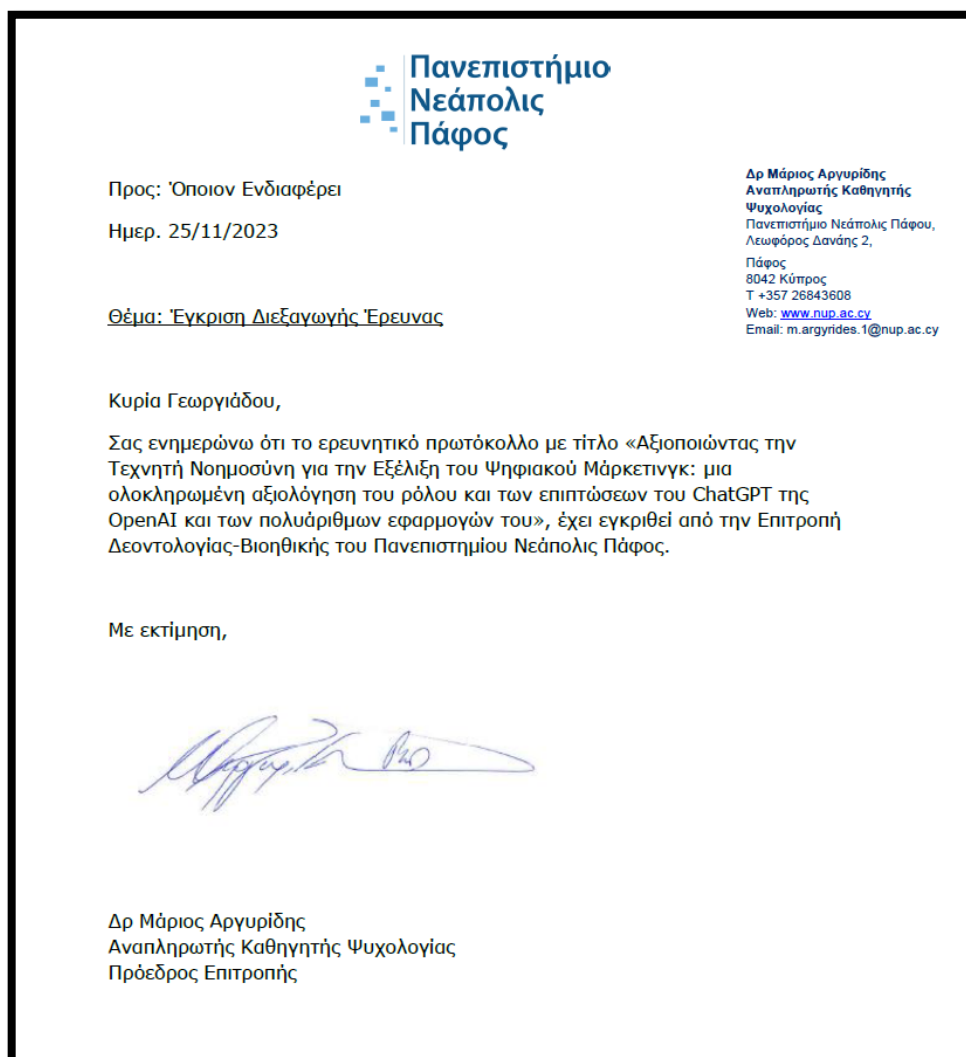 Πανεπιστήμιο
Νεάπολις
Πάφος
Προς: Όποιον Ενδιαφέρει
Ημερ. 25/11/2023
Δρ Μάριος Αργυρίδης
Αναπληρωτής Καθηγητής
Ψυχολογίας
Πανεπιστήμιο Νεάπολις Πάφου,
Λεωφόρος Δανάης 2,
Πάφος
8042 Κύπρος
T +357 26843608
Web: www.nup.ac.cy
Email: m.argyrides.1@nup.ac.cy
Θέμα: Έγκριση Διεξαγωγής Έρευνας
Κυρία Γεωργιάδου,
Σας ενημερώνω ότι το ερευνητικό πρωτόκολλο με τίτλο «Αξιοποιώντας την
Τεχνητή Νοημοσύνη για την Εξέλιξη του Ψηφιακού Μάρκετινγκ: μια
ολοκληρωμένη αξιολόγηση του ρόλου και των επιπτώσεων του ChatGPT της
OpenAI και των πολυάριθμων εφαρμογών του», έχει εγκριθεί από την Επιτροπή
Δεοντολογίας-Βιοηθικής του Πανεπιστημίου Νεάπολις Πάφος.
Με εκτίμηση,
Δρ Μάριος Αργυρίδης
Αναπληρωτής Καθηγητής Ψυχολογίας
Πρόεδρος Επιτροπής